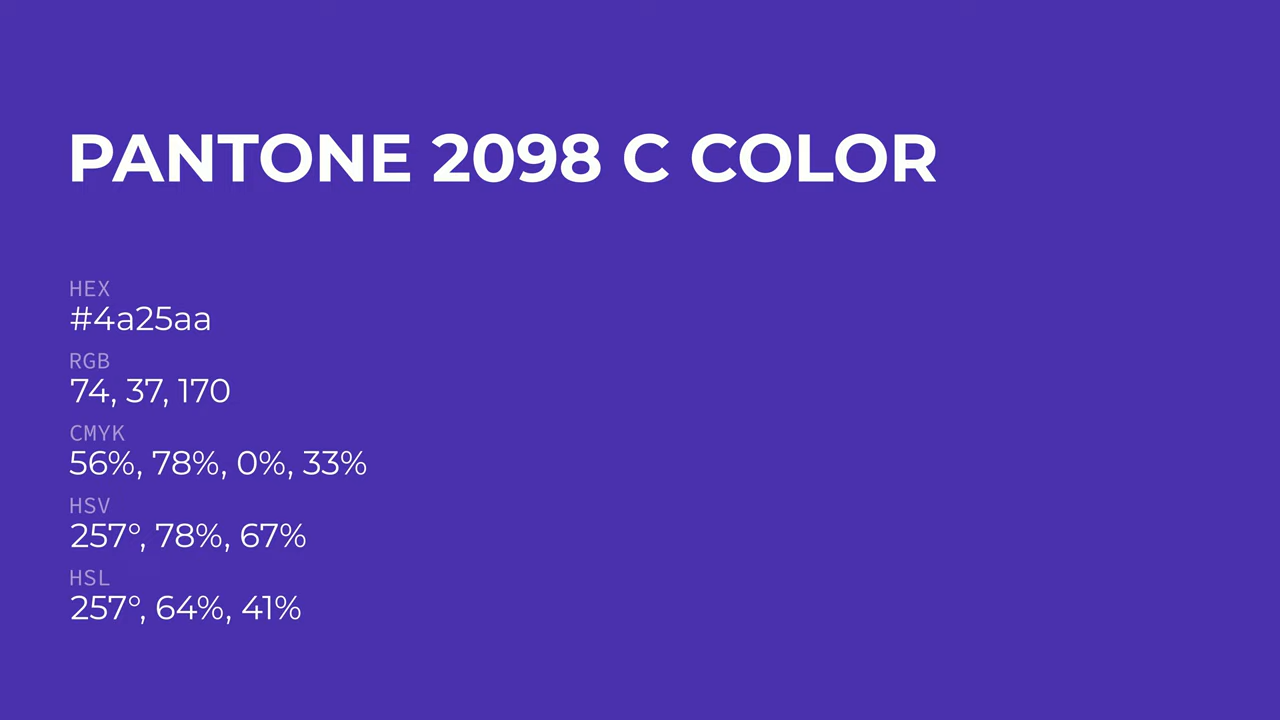 PANTONE 2098 C COLOR
HEX
#4a25aa
RGB
74, 37, 170
CMYK
56%, 78%, 0%, 33%
HSV
257°, 78%, 67%
HSL
257°, 64%, 41%